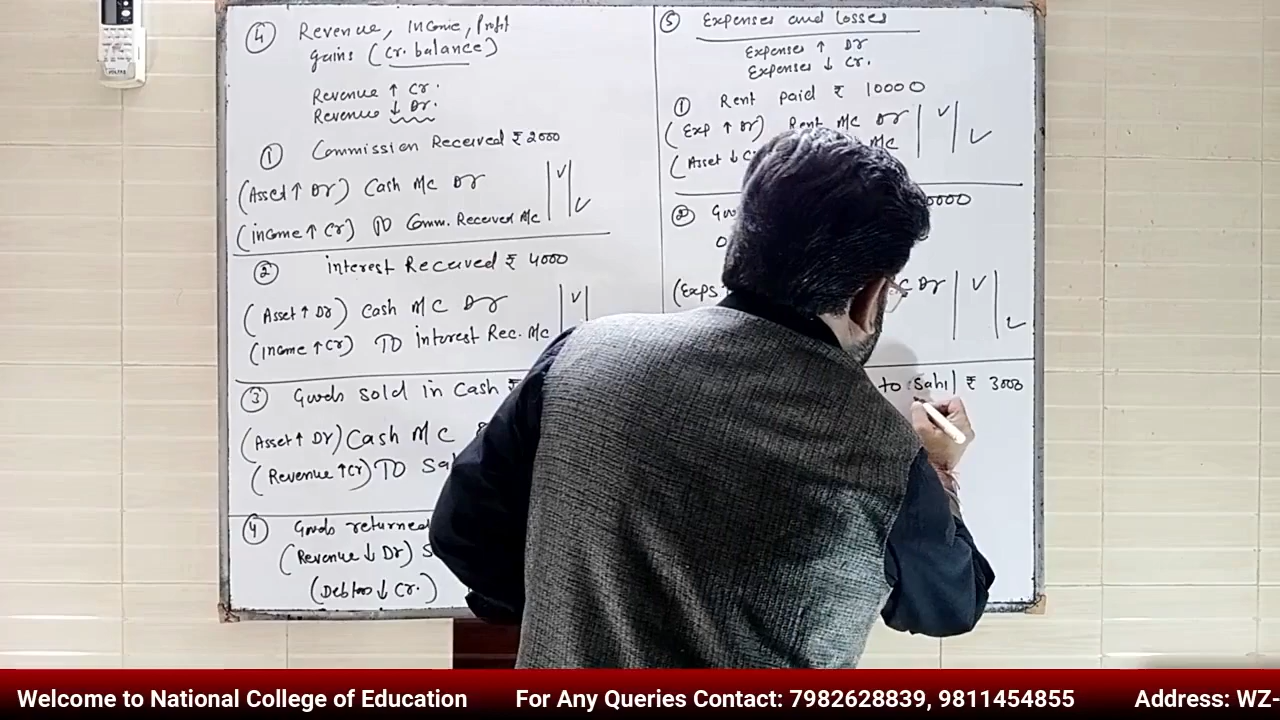 ④ Revenue, Income, Profit
gains (Cr. balance)
Revenue ↑ Cr.
Revenue ↓ Dr.
① Commission Received ₹ 2000
(Asset ↑ Dr) Cash A/c Dr
(income ↑ Cr) To Comm. Received A/c
② interest Received ₹ 4000
(Asset ↑ Dr) Cash A/c Dr
(Income ↑ Cr) To interest Rec. A/c
③ Goods sold in Cash
(Asset ↑ Dr) Cash A/c
(Revenue ↑ Cr) To
④ Goods returned
(Revenue ↓ Dr)
(Debtors ↓ Cr.)
⑤ Expenses and losses
Expenses ↑ Dr
Expenses ↓ Cr.
① Rent paid ₹ 10000
(Exp ↑ Dr) Rent A/c Dr
(Asset ↓ A/c
②
(Exps Dr
to Sahil ₹ 3000
Welcome to National College of Education For Any Queries Contact: 7982628839, 9811454855 Address: WZ-